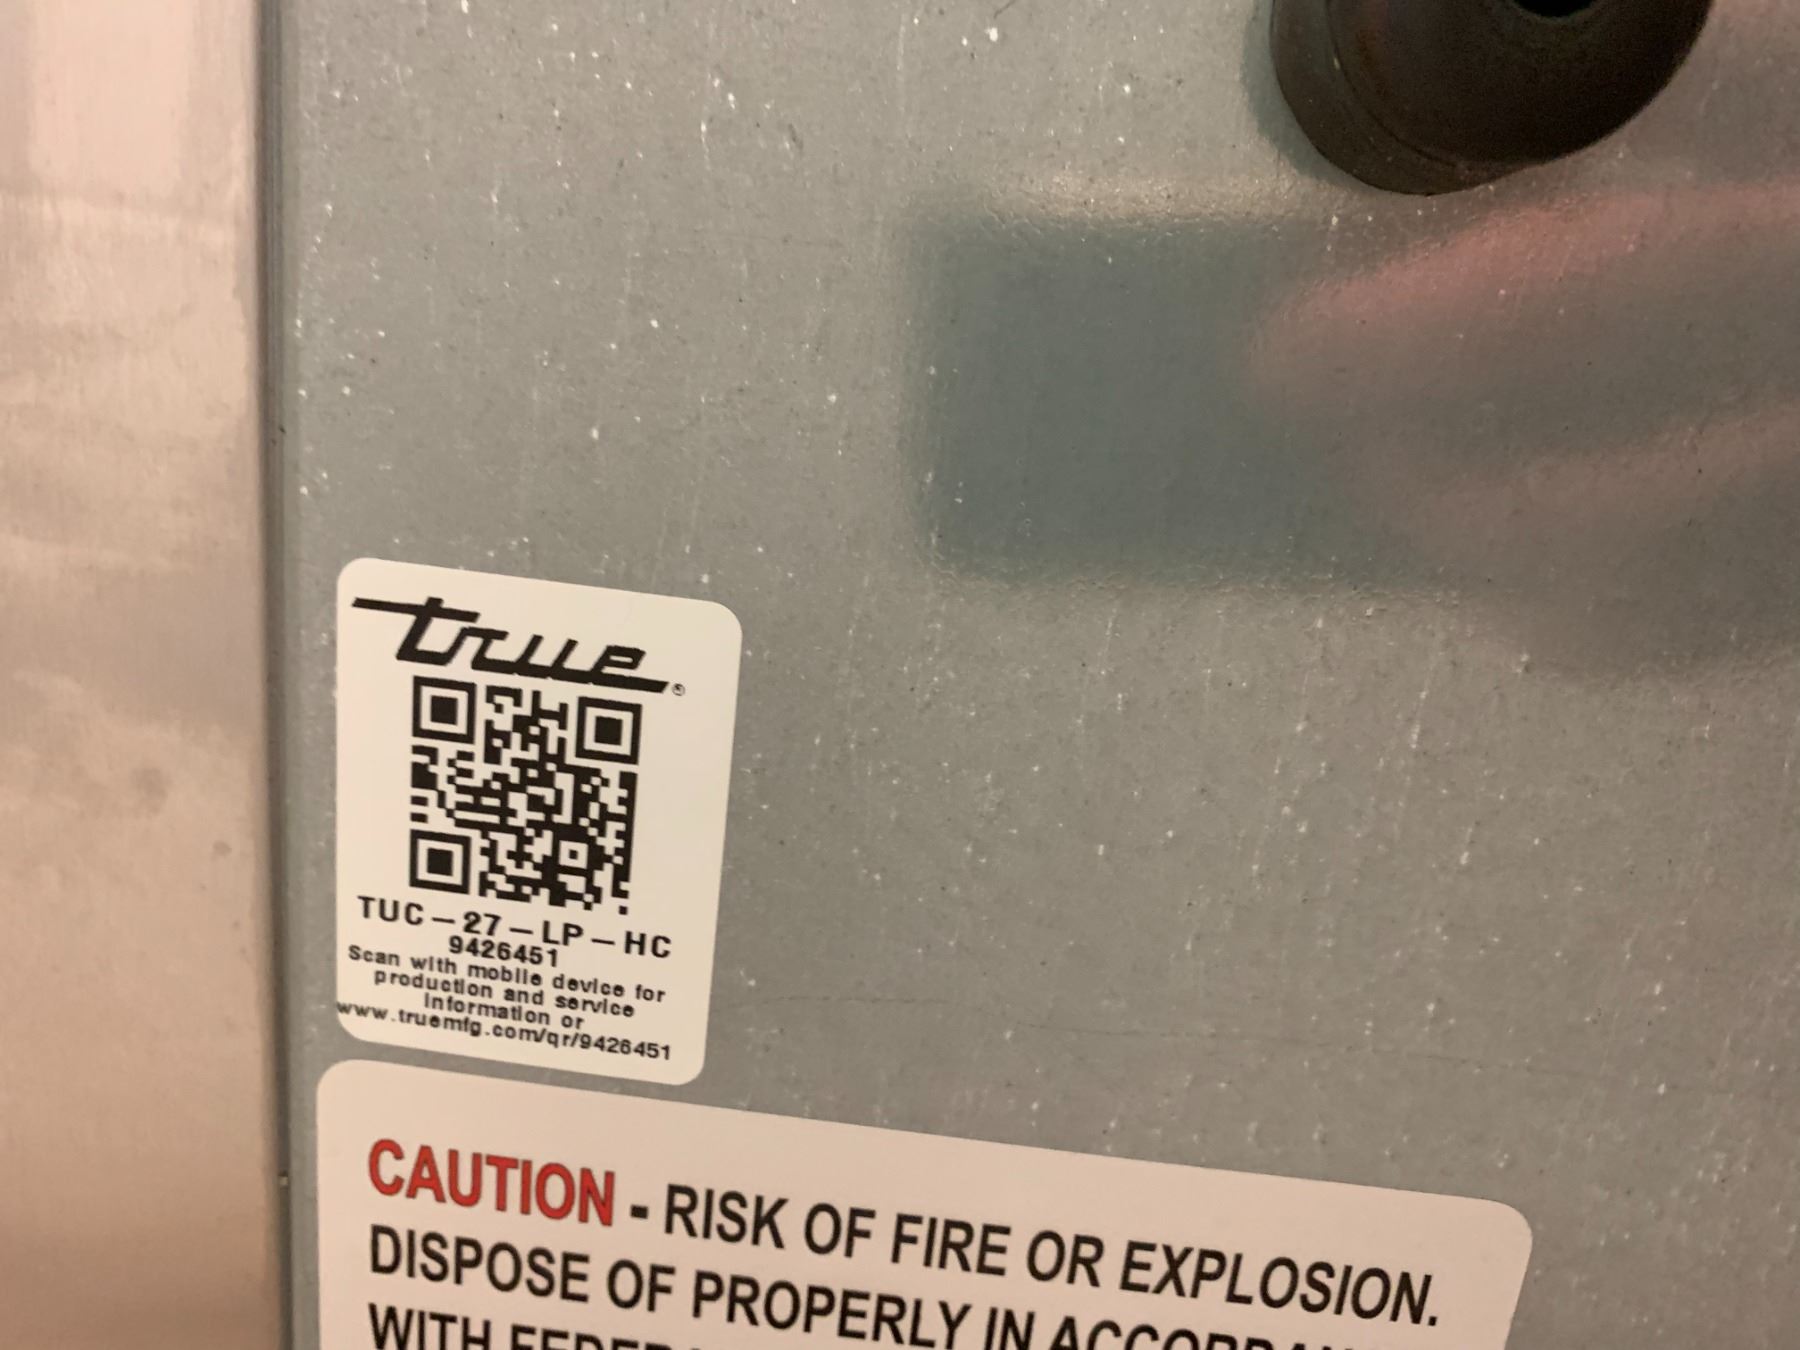 true®
TUC-27-LP-HC
9426451
Scan with mobile device for
production and service
information or
www.truemfg.com/qr/9426451
CAUTION - RISK OF FIRE OR EXPLOSION.
DISPOSE OF PROPERLY IN
WITH